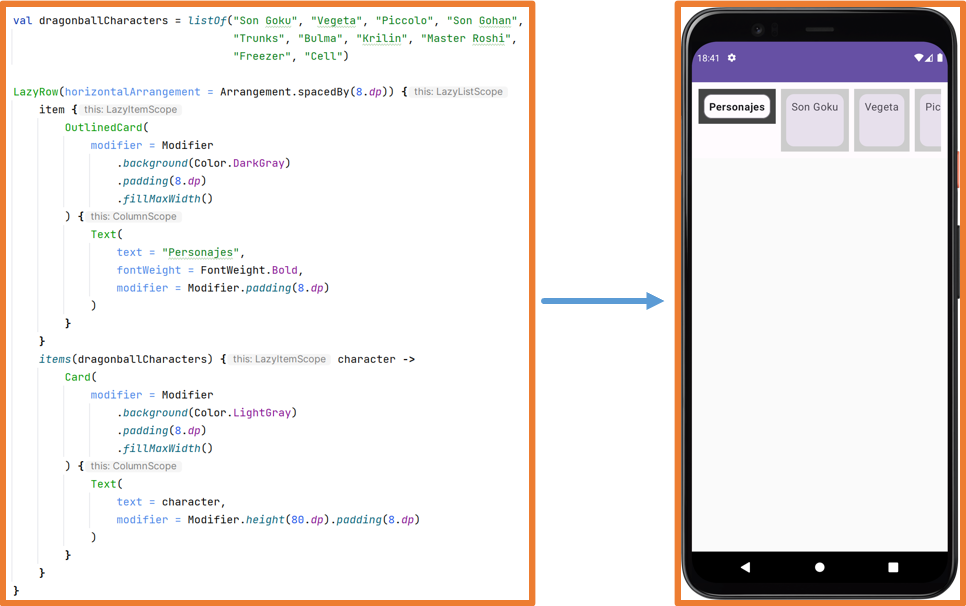 val dragonballCharacters = listOf("Son Goku", "Vegeta", "Piccolo", "Son Gohan",
"Trunks", "Bulma", "Krilin", "Master Roshi",
"Freezer", "Cell")
LazyRow(horizontalArrangement = Arrangement.spacedBy(8.dp)) { this: LazyListScope
item { this: LazyItemScope
OutlinedCard(
modifier = Modifier
.background(Color.DarkGray)
.padding(8.dp)
.fillMaxWidth()
) { this: ColumnScope
Text(
text = "Personajes",
fontWeight = FontWeight.Bold,
modifier = Modifier.padding(8.dp)
)
}
}
items(dragonballCharacters) { this: LazyItemScope character ->
Card(
modifier = Modifier
.background(Color.LightGray)
.padding(8.dp)
.fillMaxWidth()
) { this: ColumnScope
Text(
text = character,
modifier = Modifier.height(80.dp).padding(8.dp)
)
}
}
}
18:41
Personajes Son Goku Vegeta Pic